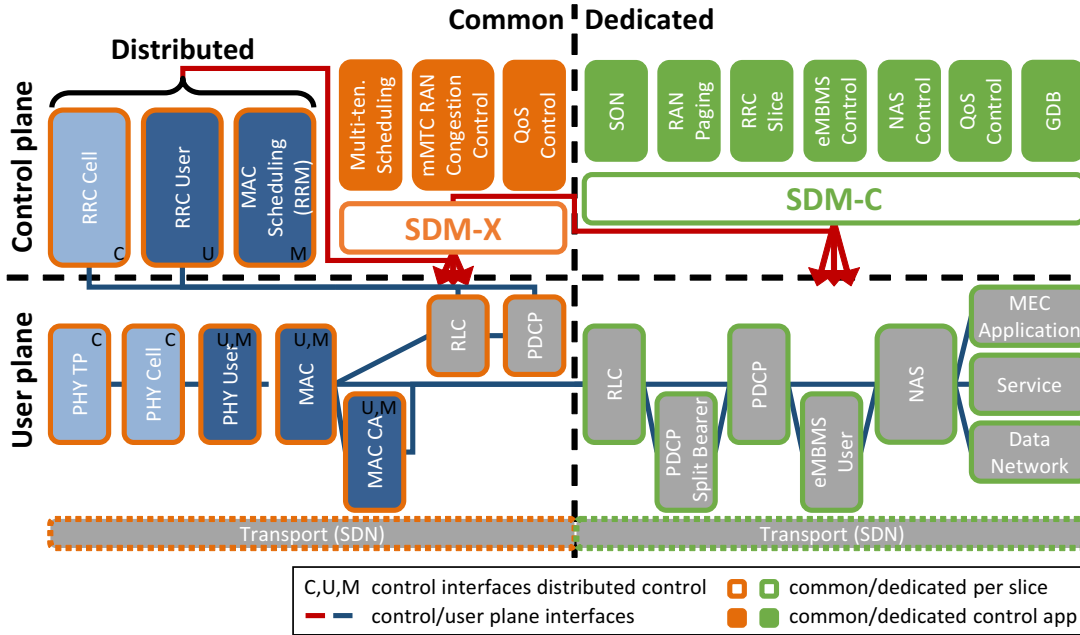 Common
Dedicated
Distributed
Control plane
RRC Cell
C
RRC User
U
MAC
Scheduling
(RRM)
M
Multi-ten.
Scheduling
mMTC RAN
Congestion
Control
QoS
Control
SDM-X
SON
RAN
Paging
RRC
Slice
eMBMS
Control
NAS
Control
QoS
Control
GDB
SDM-C
User plane
PHY TP
C
PHY Cell
C
PHY User
U,M
MAC
U,M
MAC CA,
U,M
RLC
PDCP
RLC
PDCP
Split Bearer
PDCP
eMBMS
User
NAS
MEC
Application
Service
Data
Network
Transport (SDN)
Transport (SDN)
C,U,M control interfaces distributed control
common/dedicated per slice
control/user plane interfaces
common/dedicated control app